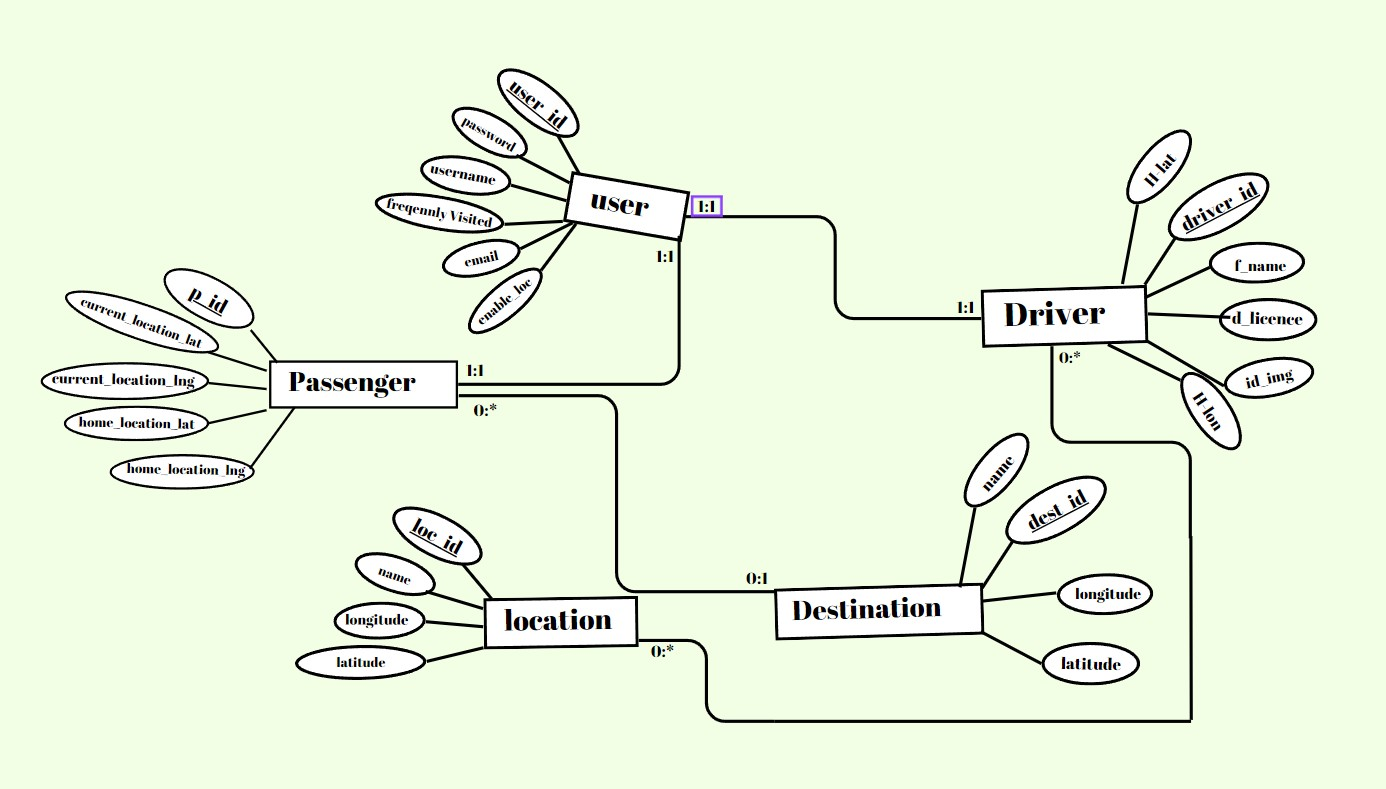 user_id
password
username
freqennly Visited
email
enable_loc
user
1:1
1:1
H-lat
driver_id
f_name
d_licence
id_img
H-lon
Driver
1:1
0:*
p_id
current_location_lat
current_location_lng
home_location_lat
home_location_lng
Passenger
1:1
0:*
loc_id
name
longitude
latitude
location
0:*
name
dest_id
longitude
latitude
Destination
0:1